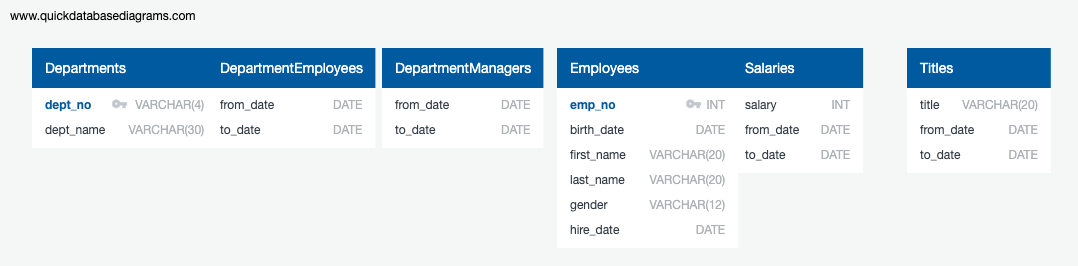 www.quickdatabasediagrams.com
Departments
dept_no VARCHAR(4)
dept_name VARCHAR(30)
DepartmentEmployees
from_date DATE
to_date DATE
DepartmentManagers
from_date DATE
to_date DATE
Employees
emp_no INT
birth_date DATE
first_name VARCHAR(20)
last_name VARCHAR(20)
gender VARCHAR(12)
hire_date DATE
Salaries
salary INT
from_date DATE
to_date DATE
Titles
title VARCHAR(20)
from_date DATE
to_date DATE